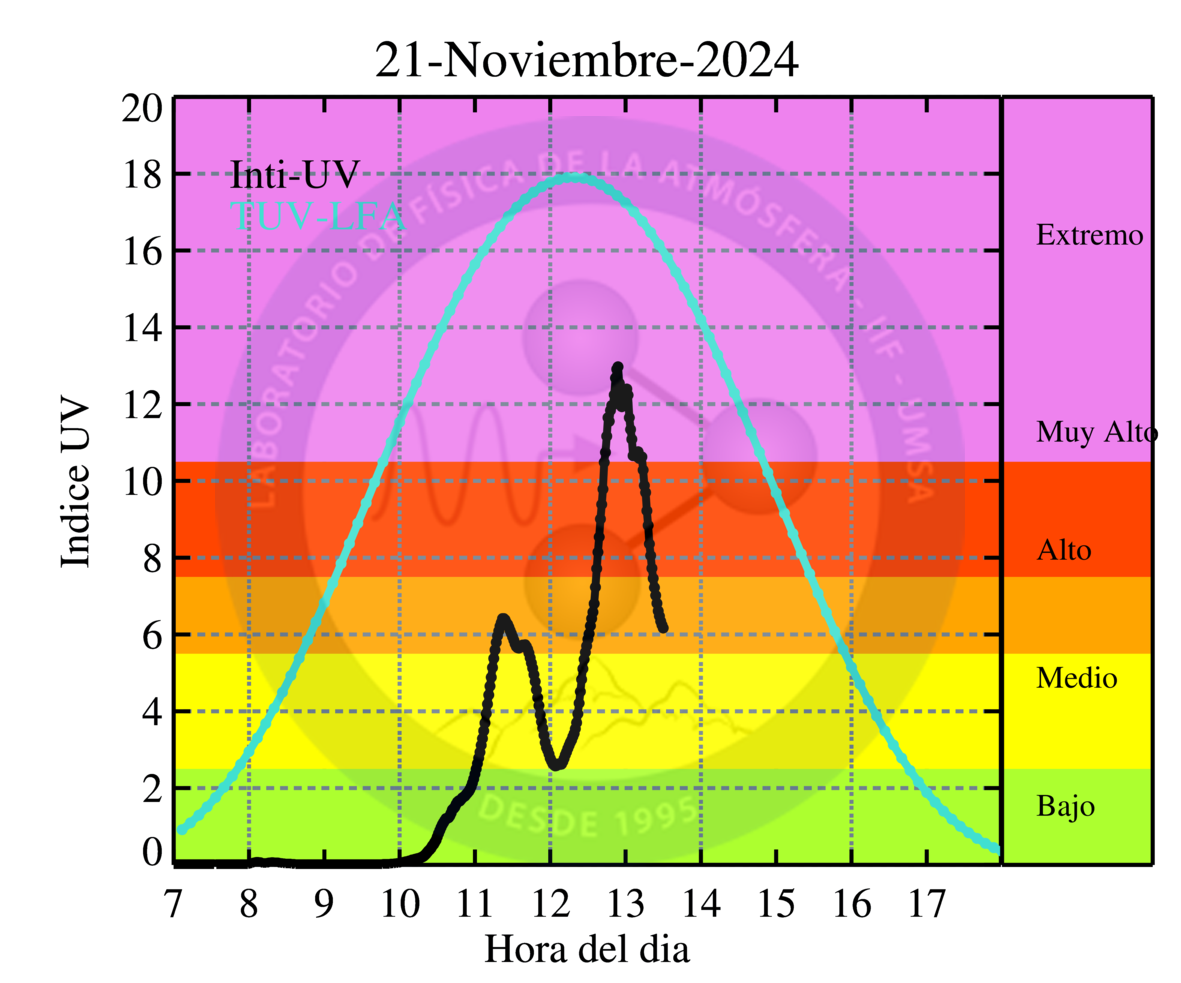 21-Noviembre-2024
20
18
16
14
12
10
8
6
4
2
0
Indice UV
Inti-UV
TUV-LFA
LABORATORIO DE FÍSICA DE LA ATMÓSFERA - IIF - UMSA
DESDE 1995
Extremo
Muy Alto
Alto
Medio
Bajo
7 8 9 10 11 12 13 14 15 16 17
Hora del dia